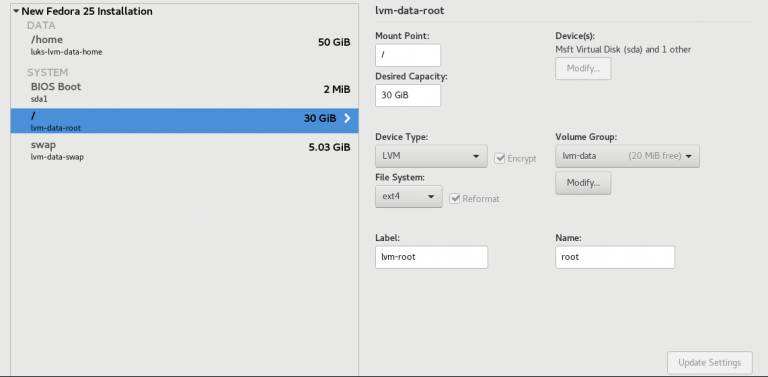 New Fedora 25 Installation
DATA
/home
50 GiB
luks-lvm-data-home
SYSTEM
BIOS Boot
2 MiB
sda1
/
30 GiB
lvm-data-root
swap
5.03 GiB
lvm-data-swap
lvm-data-root
Mount Point:
/
Desired Capacity:
30 GiB
Device(s):
Msft Virtual Disk (sda) and 1 other
Modify...
Device Type:
LVM
Encrypt
Volume Group:
lvm-data (20 MiB free)
Modify...
File System:
ext4
Reformat
Label:
lvm-root
Name:
root
Update Settings